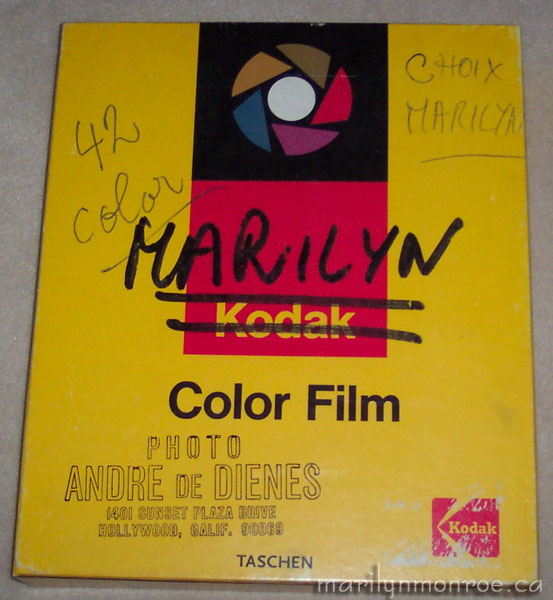 42
color
CHOIX
MARILYN
MARILYN
Kodak
Color Film
PHOTO
ANDRE DE DIENES
1401 SUNSET PLAZA DRIVE
HOLLYWOOD, CALIF. 90069
Kodak
TASCHEN
marilynmonroe.ca